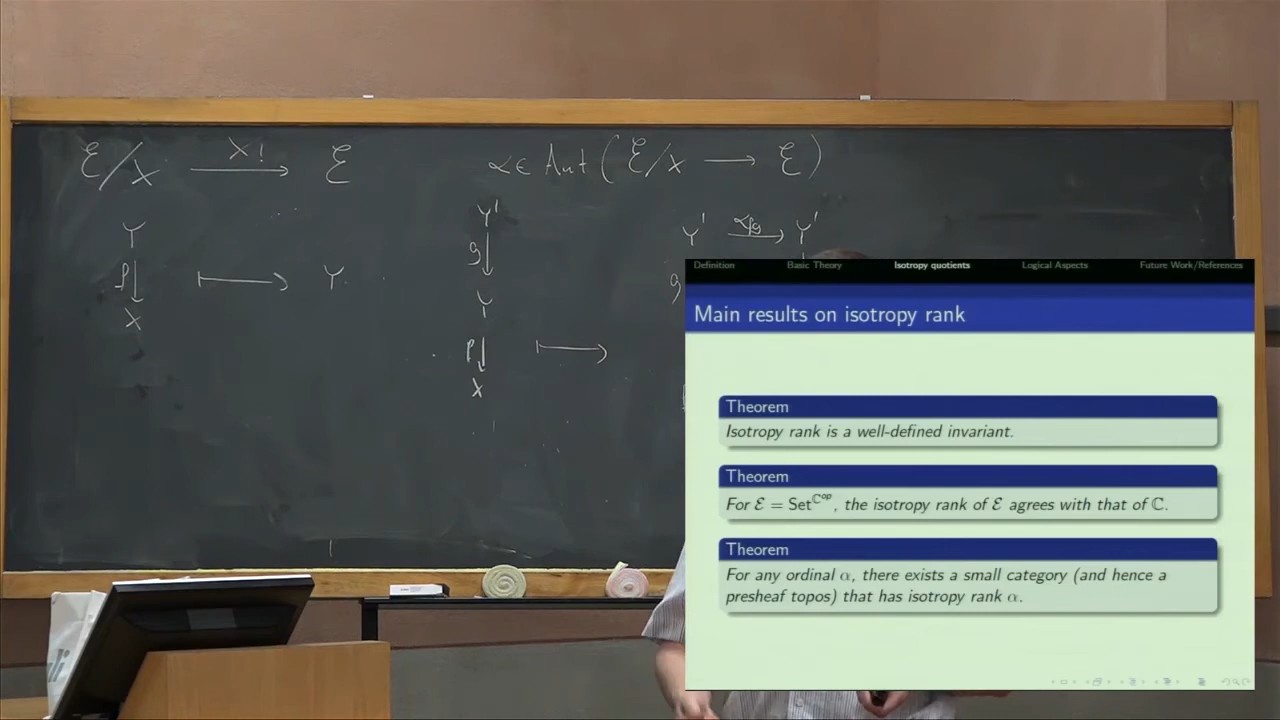 ℰ/X —X!→ ℰ
Y
p↓ ⟼ Y
X
α ∈ Aut(ℰ/X → ℰ)
Y'
g↓
Y
p↓ ⟼
X
Y' —α_{pg}→ Y'
g
Definition Basic Theory Isotropy quotients Logical Aspects Future Work/References
Main results on isotropy rank
Theorem
Isotropy rank is a well-defined invariant.
Theorem
For ℰ = Set^{ℂ^{op}}, the isotropy rank of ℰ agrees with that of ℂ.
Theorem
For any ordinal α, there exists a small category (and hence a
presheaf topos) that has isotropy rank α.